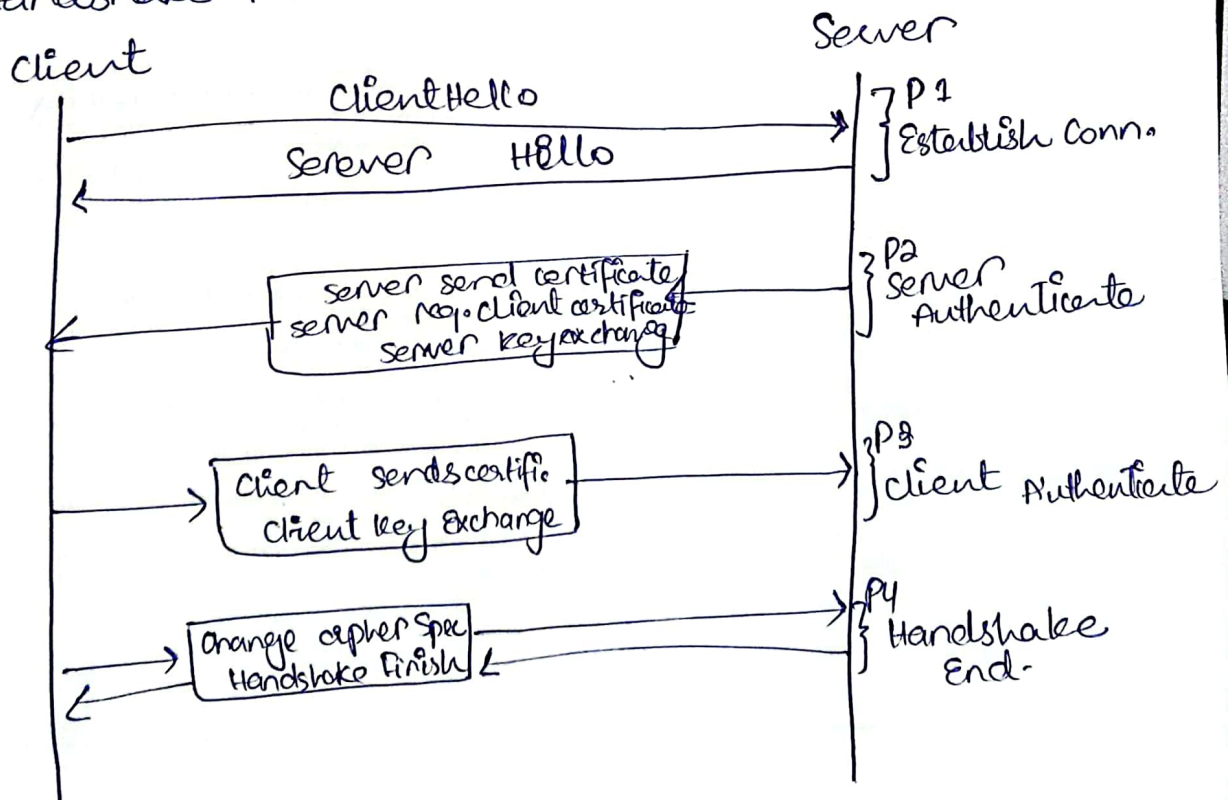 Client
Server
ClientHello
P1
Establish Conn.
Serever Hello
server send certificate
server req. client certificate
server key exchang
P2
Server
Authenticate
Client sends certific
client key Exchange
P3
Client Authenticate
Change cipher Spec
Handshake Finish
P4
Handshake
End.